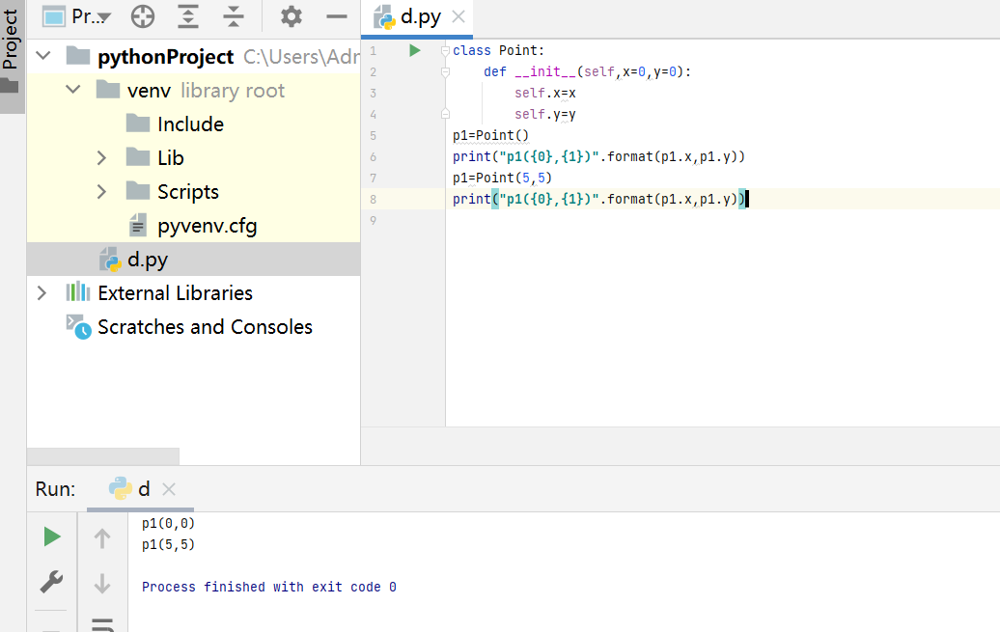 Project
Pr...
d.py
pythonProject C:\Users\Adr
venv library root
Include
Lib
Scripts
pyvenv.cfg
d.py
External Libraries
Scratches and Consoles
1 class Point:
2 def __init__(self,x=0,y=0):
3 self.x=x
4 self.y=y
5 p1=Point()
6 print("p1({0},{1})".format(p1.x,p1.y))
7 p1=Point(5,5)
8 print("p1({0},{1})".format(p1.x,p1.y))
9
Run: d
p1(0,0)
p1(5,5)
Process finished with exit code 0